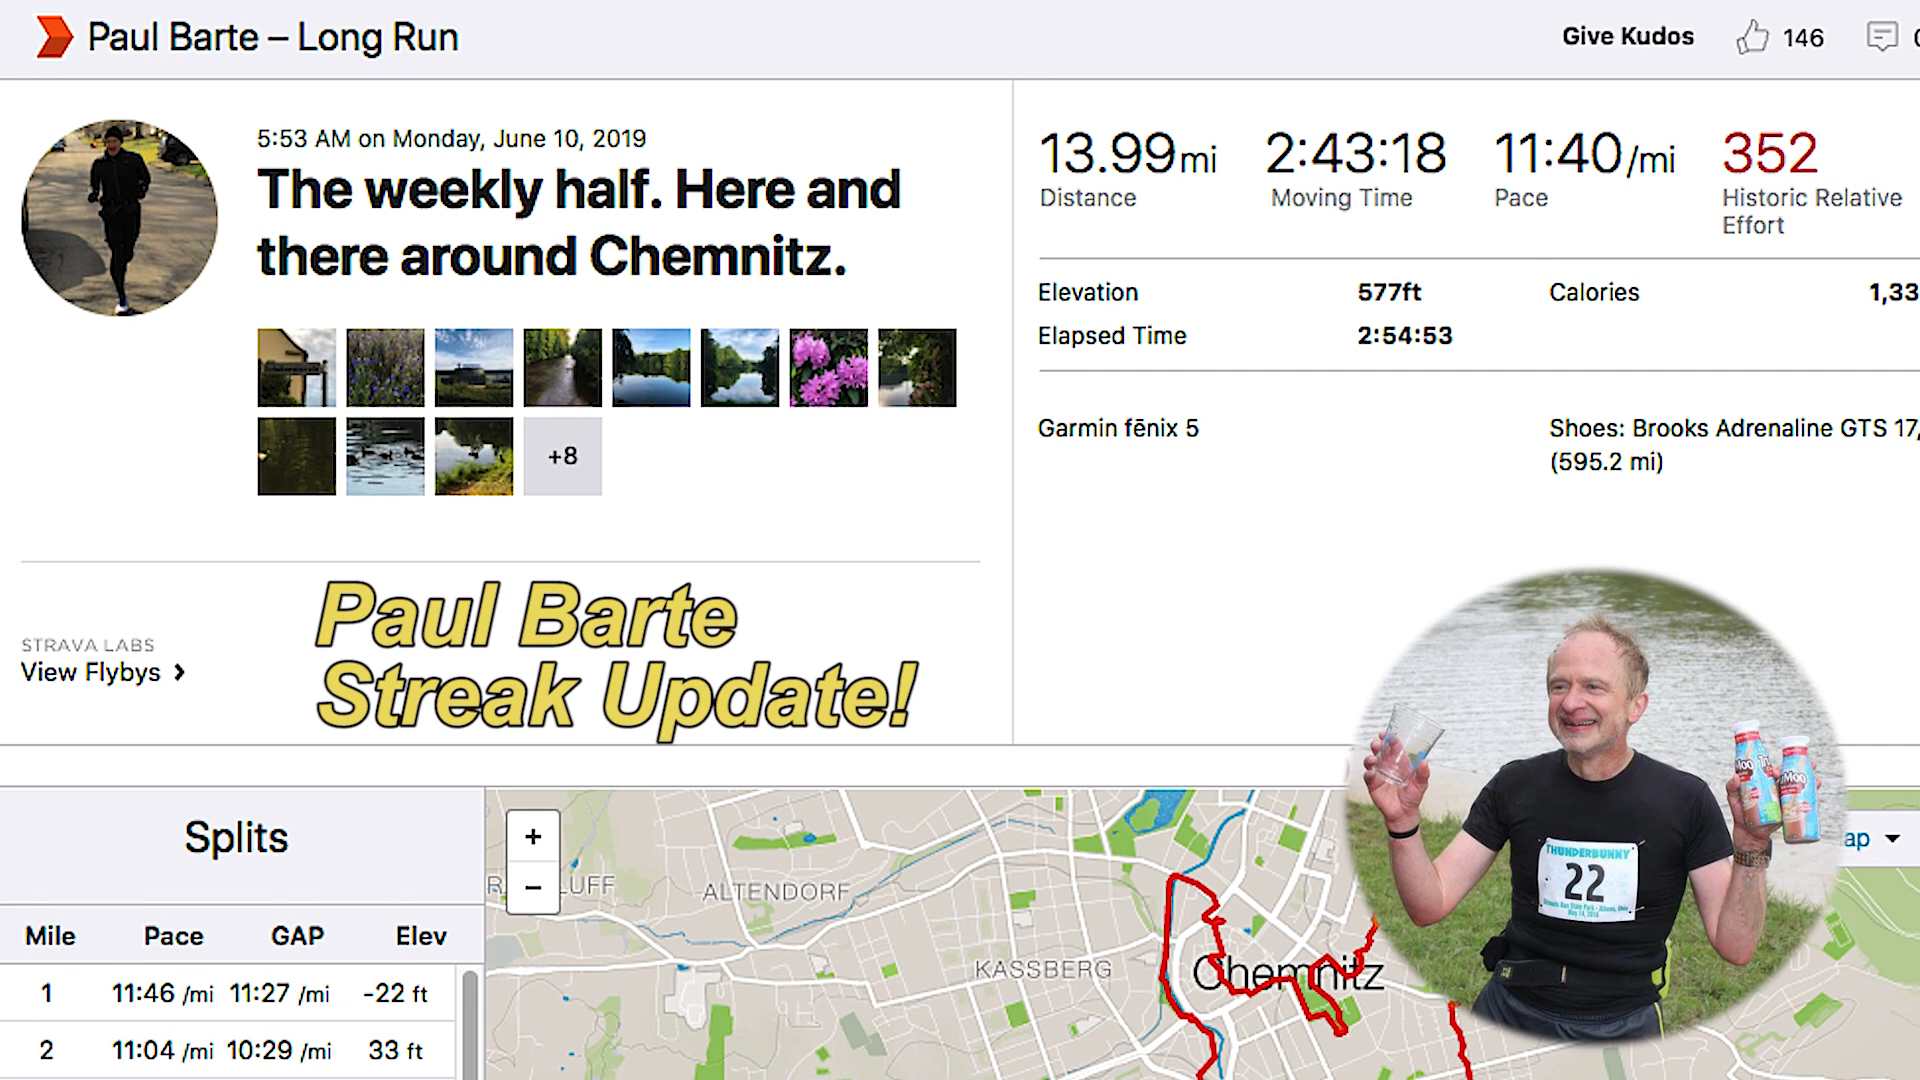 Paul Barte – Long Run
Give Kudos
146
5:53 AM on Monday, June 10, 2019
The weekly half. Here and
there around Chemnitz.
+8
13.99mi
2:43:18
11:40/mi
352
Distance
Moving Time
Pace
Historic Relative
Effort
Elevation
577ft
Calories
1,33
Elapsed Time
2:54:53
Garmin fēnix 5
Shoes: Brooks Adrenaline GTS 17,
(595.2 mi)
STRAVA LABS
View Flybys
Paul Barte
Streak Update!
Splits
Mile Pace GAP Elev
1 11:46 /mi 11:27 /mi -22 ft
2 11:04 /mi 10:29 /mi 33 ft
+
−
LUFF
ALTENDORF
KASSBERG
Chemnitz
ap
THUNDERBUNNY
22